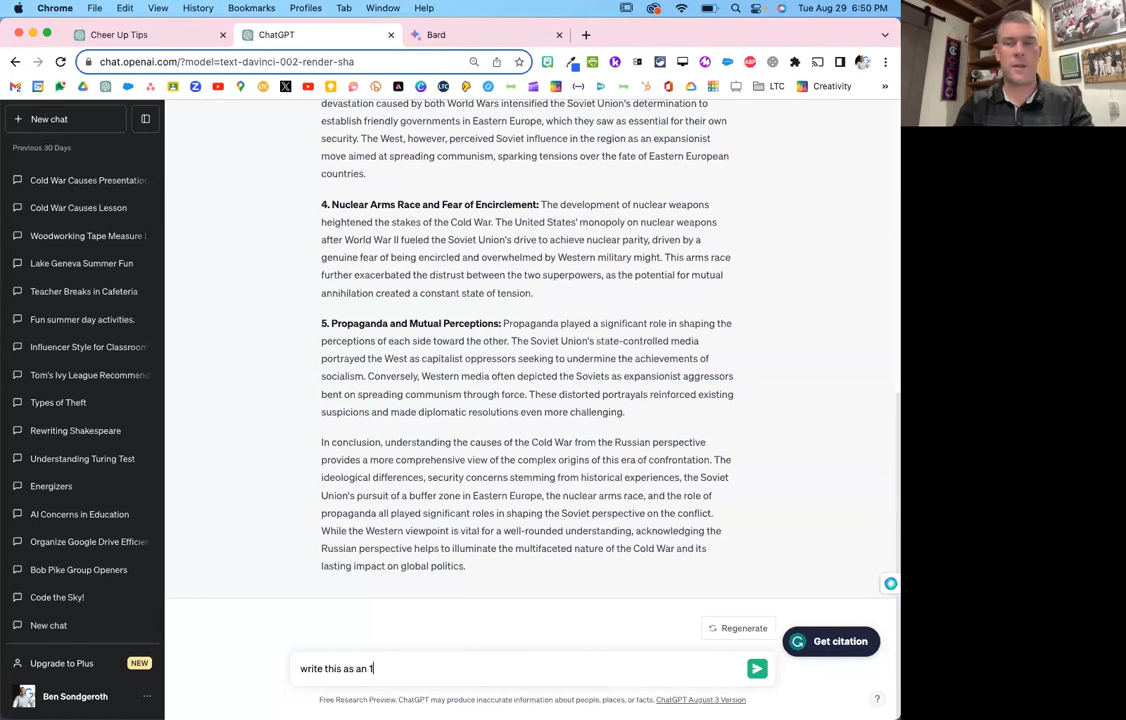 Chrome File Edit View History Bookmarks Profiles Tab Window Help Tue Aug 29 6:50 PM
Cheer Up Tips ChatGPT Bard
chat.openai.com/?model=text-davinci-002-render-sha
LTC Creativity
New chat
Previous 30 Days
Cold War Causes Presentation
Cold War Causes Lesson
Woodworking Tape Measure
Lake Geneva Summer Fun
Teacher Breaks in Cafeteria
Fun summer day activities.
Influencer Style for Classroom
Tom's Ivy League Recommen
Types of Theft
Rewriting Shakespeare
Understanding Turing Test
Energizers
AI Concerns in Education
Organize Google Drive Efficien
Bob Pike Group Openers
Code the Sky!
New chat
Upgrade to Plus NEW
Ben Sondgeroth
devastation caused by both World Wars intensified the Soviet Union's determination to
establish friendly governments in Eastern Europe, which they saw as essential for their own
security. The West, however, perceived Soviet influence in the region as an expansionist
move aimed at spreading communism, sparking tensions over the fate of Eastern European
countries.
4. Nuclear Arms Race and Fear of Encirclement: The development of nuclear weapons
heightened the stakes of the Cold War. The United States' monopoly on nuclear weapons
after World War II fueled the Soviet Union's drive to achieve nuclear parity, driven by a
genuine fear of being encircled and overwhelmed by Western military might. This arms race
further exacerbated the distrust between the two superpowers, as the potential for mutual
annihilation created a constant state of tension.
5. Propaganda and Mutual Perceptions: Propaganda played a significant role in shaping the
perceptions of each side toward the other. The Soviet Union's state-controlled media
portrayed the West as capitalist oppressors seeking to undermine the achievements of
socialism. Conversely, Western media often depicted the Soviets as expansionist aggressors
bent on spreading communism through force. These distorted portrayals reinforced existing
suspicions and made diplomatic resolutions even more challenging.
In conclusion, understanding the causes of the Cold War from the Russian perspective
provides a more comprehensive view of the complex origins of this era of confrontation. The
ideological differences, security concerns stemming from historical experiences, the Soviet
Union's pursuit of a buffer zone in Eastern Europe, the nuclear arms race, and the role of
propaganda all played significant roles in shaping the Soviet perspective on the conflict.
While the Western viewpoint is vital for a well-rounded understanding, acknowledging the
Russian perspective helps to illuminate the multifaceted nature of the Cold War and its
lasting impact on global politics.
Regenerate
Get citation
write this as an 1
Free Research Preview. ChatGPT may produce inaccurate information about people, places, or facts. ChatGPT August 3 Version
?